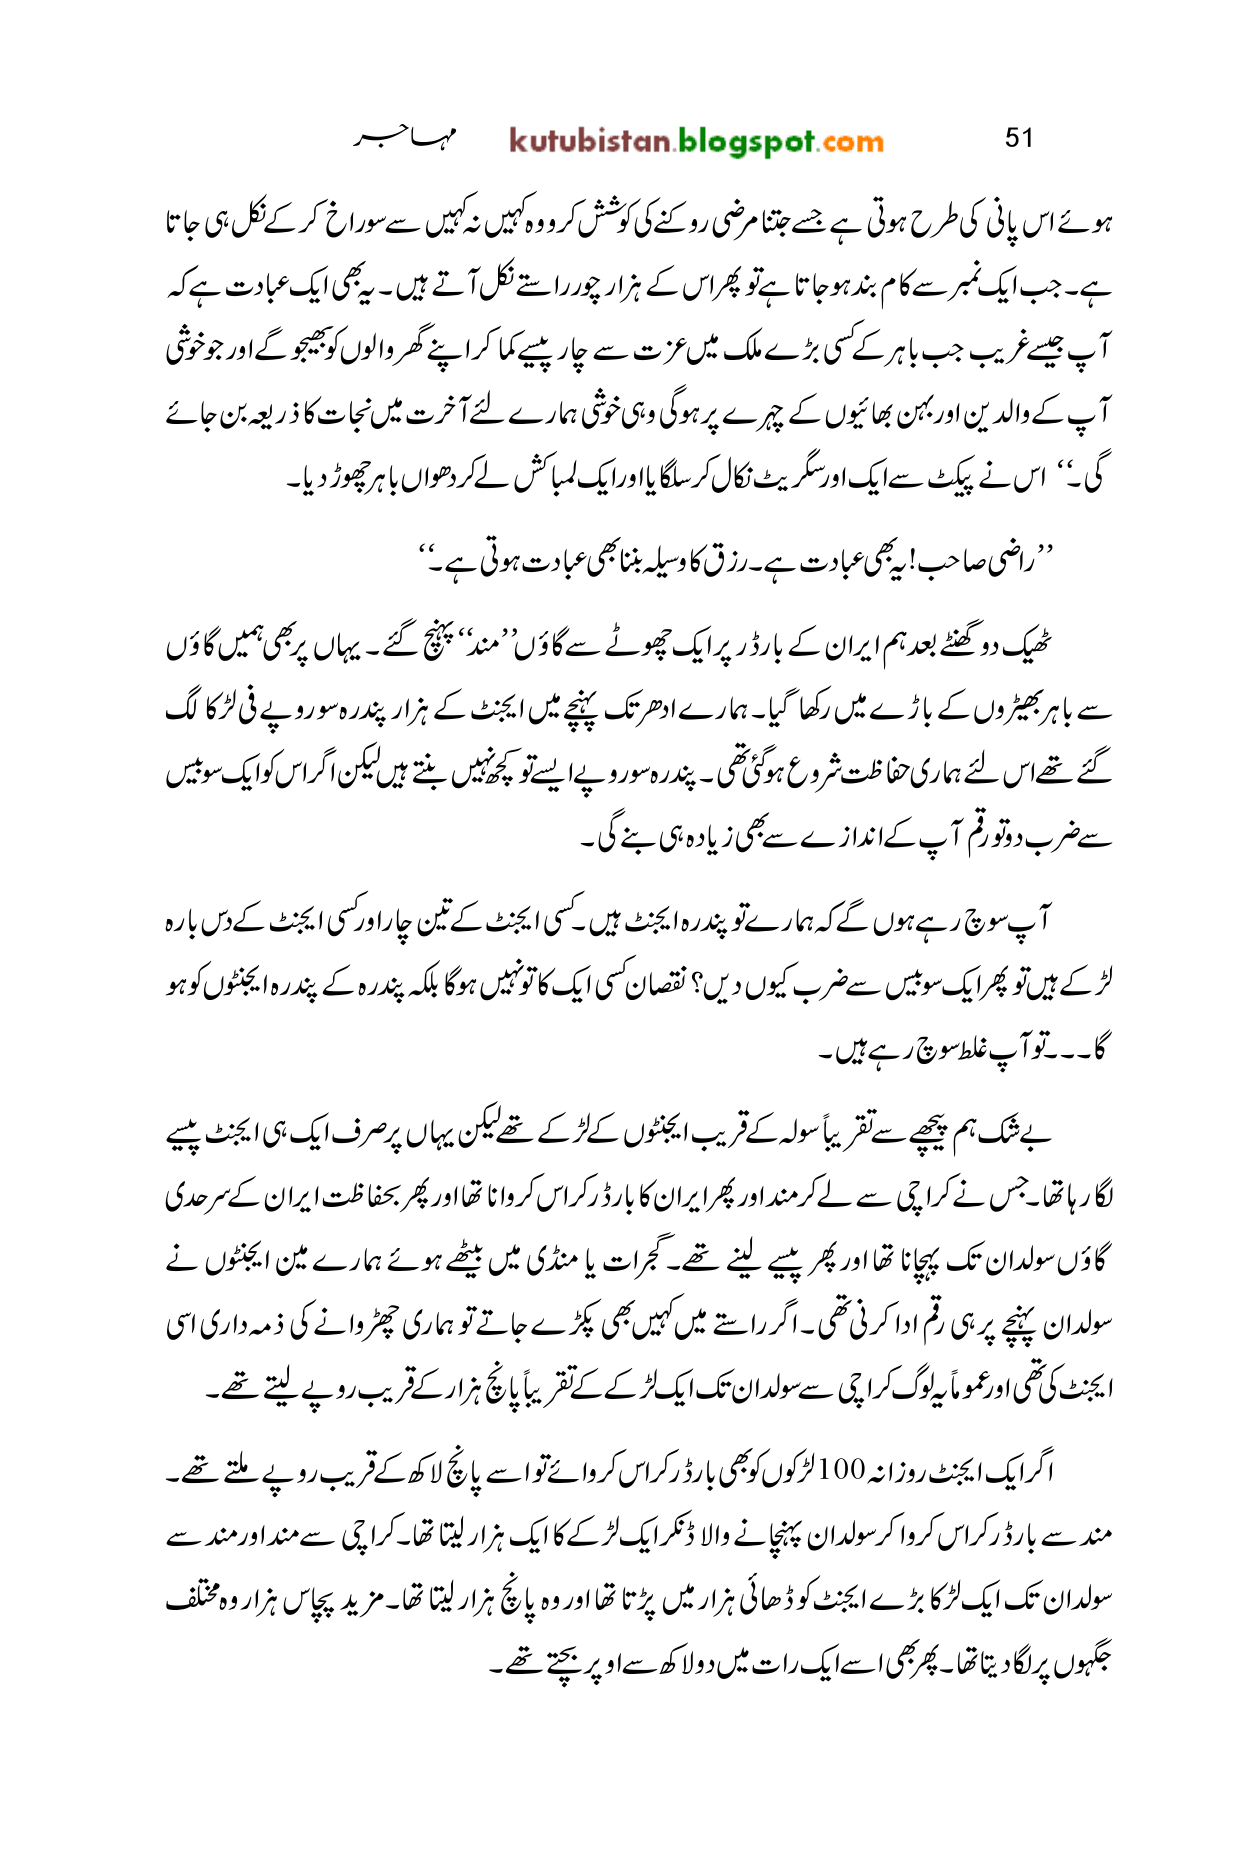 51 kutubistan.blogspot.com مہاجر
ہوئے اس پانی کی طرح ہوتی ہے جسے جتنا مرضی روکنے کی کوشش کرو وہ کہیں نہ کہیں سے سوراخ کر کے نکل ہی جاتا
ہے۔ جب ایک نمبر سے کام بند ہو جاتا ہے تو پھر اس کے ہزار چور راستے نکل آتے ہیں۔ یہ بھی ایک عبادت ہے کہ
آپ جیسے غریب جب باہر کے کسی بڑے ملک میں عزت سے چار پیسے کما کر اپنے گھر والوں کو بھیجو گے اور جو خوشی
آپ کے والدین اور بہن بھائیوں کے چہرے پر ہوگی وہی خوشی ہمارے لئے آخرت میں نجات کا ذریعہ بن جائے
گی۔‘‘ اس نے پیکٹ سے ایک اور سگریٹ نکال کر سلگایا اور ایک لمبا کش لے کر دھواں باہر چھوڑ دیا۔
’’راضی صاحب! یہ بھی عبادت ہے۔ رزق کا وسیلہ بننا بھی عبادت ہوتی ہے۔‘‘
ٹھیک دو گھنٹے بعد ہم ایران کے بارڈر پر ایک چھوٹے سے گاؤں ’’مند‘‘ پہنچ گئے۔ یہاں پر بھی ہمیں گاؤں
سے باہر بھیڑوں کے باڑے میں رکھا گیا۔ ہمارے ادھر تک پہنچے میں ایجنٹ کے ہزار پندرہ سو روپے فی لڑکا لگ
گئے تھے اس لئے ہماری حفاظت شروع ہوگئی تھی۔ پندرہ سو روپے ایسے تو کچھ نہیں بنتے ہیں لیکن اگر اس کو ایک سو بیس
سے ضرب دو تو رقم آپ کے اندازے سے بھی زیادہ ہی بنے گی۔
آپ سوچ رہے ہوں گے کہ ہمارے تو پندرہ ایجنٹ ہیں۔ کسی ایجنٹ کے تین چار اور کسی ایجنٹ کے دس بارہ
لڑکے ہیں تو پھر ایک سو بیس سے ضرب کیوں دیں؟ نقصان کسی ایک کا تو نہیں ہوگا بلکہ پندرہ کے پندرہ ایجنٹوں کو ہو
گا۔۔۔ تو آپ غلط سوچ رہے ہیں۔
بے شک ہم پیچھے سے تقریباً سولہ کے قریب ایجنٹوں کے لڑکے تھے لیکن یہاں پر صرف ایک ہی ایجنٹ پیسے
لگا رہا تھا۔ جس نے کراچی سے لے کر مند اور پھر ایران کا بارڈر کراس کروانا تھا اور پھر بحفاظت ایران کے سرحدی
گاؤں سولدان تک پہچانا تھا اور پھر پیسے لینے تھے۔ گجرات یا منڈی میں بیٹھے ہوئے ہمارے مین ایجنٹوں نے
سولدان پہنچے پر ہی رقم ادا کرنی تھی۔ اگر راستے میں کہیں بھی پکڑے جاتے تو ہماری چھڑوانے کی ذمہ داری اسی
ایجنٹ کی تھی اور عموماً یہ لوگ کراچی سے سولدان تک ایک لڑکے کے تقریباً پانچ ہزار کے قریب روپے لیتے تھے۔
اگر ایک ایجنٹ روزانہ 100 لڑکوں کو بھی بارڈر کراس کروائے تو اسے پانچ لاکھ کے قریب روپے ملتے تھے۔
مند سے بارڈر کراس کروا کر سولدان پہنچانے والا ڈنکر ایک لڑکے کا ایک ہزار لیتا تھا۔ کراچی سے مند اور مند سے
سولدان تک ایک لڑکا بڑے ایجنٹ کو ڈھائی ہزار میں پڑتا تھا اور وہ پانچ ہزار لیتا تھا۔ مزید پچاس ہزار وہ مختلف
جگہوں پر لگا دیتا تھا۔ پھر بھی اسے ایک رات میں دو لاکھ سے اوپر بچتے تھے۔